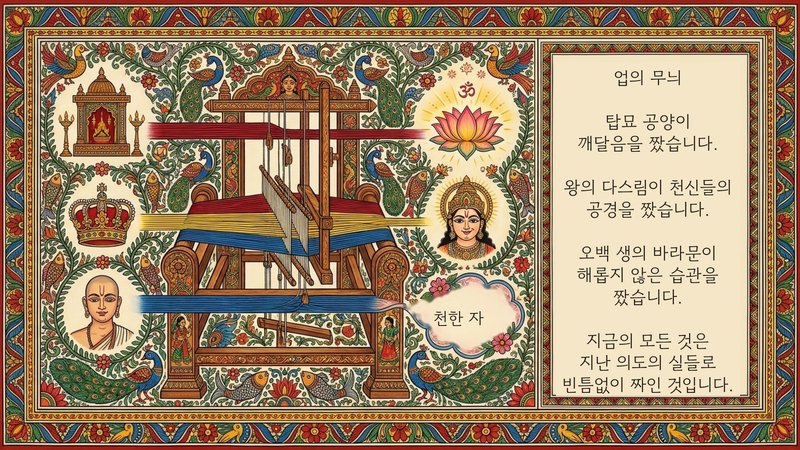 ॐ
천한 자
업의 무늬
탑묘 공양이
깨달음을 짰습니다.
왕의 다스림이 천신들의
공경을 짰습니다.
오백 생의 바라문이
해롭지 않은 습관을
짰습니다.
지금의 모든 것은
지난 의도의 실들로
빈틈없이 짜인 것입니다.